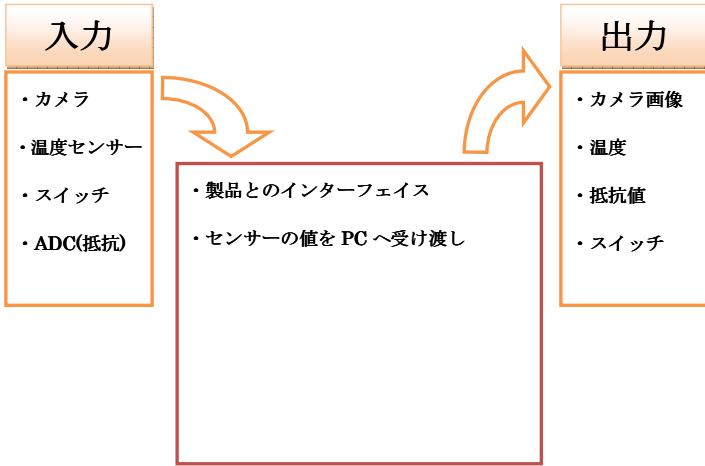 入力
・カメラ
・温度センサー
・スイッチ
・ADC(抵抗)
・製品とのインターフェイス
・センサーの値を PC へ受け渡し
出力
・カメラ画像
・温度
・抵抗値
・スイッチ